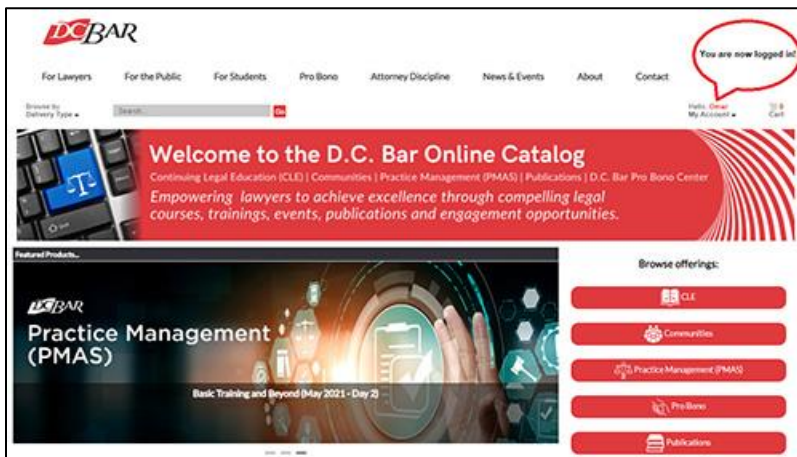 DCBAR
You are now logged in!
For Lawyers For the Public For Students Pro Bono Attorney Discipline News & Events About Contact
Browse by
Delivery Type
Search...
Go
Hello, Omar
My Account
0
Cart
Welcome to the D.C. Bar Online Catalog
Continuing Legal Education (CLE) | Communities | Practice Management (PMAS) | Publications | D.C. Bar Pro Bono Center
Empowering lawyers to achieve excellence through compelling legal
courses, trainings, events, publications and engagement opportunities.
Featured Products...
DCBAR
Practice Management
(PMAS)
Basic Training and Beyond (May 2021 - Day 2)
Browse offerings:
CLE
Communities
Practice Management (PMAS)
Pro Bono
Publications